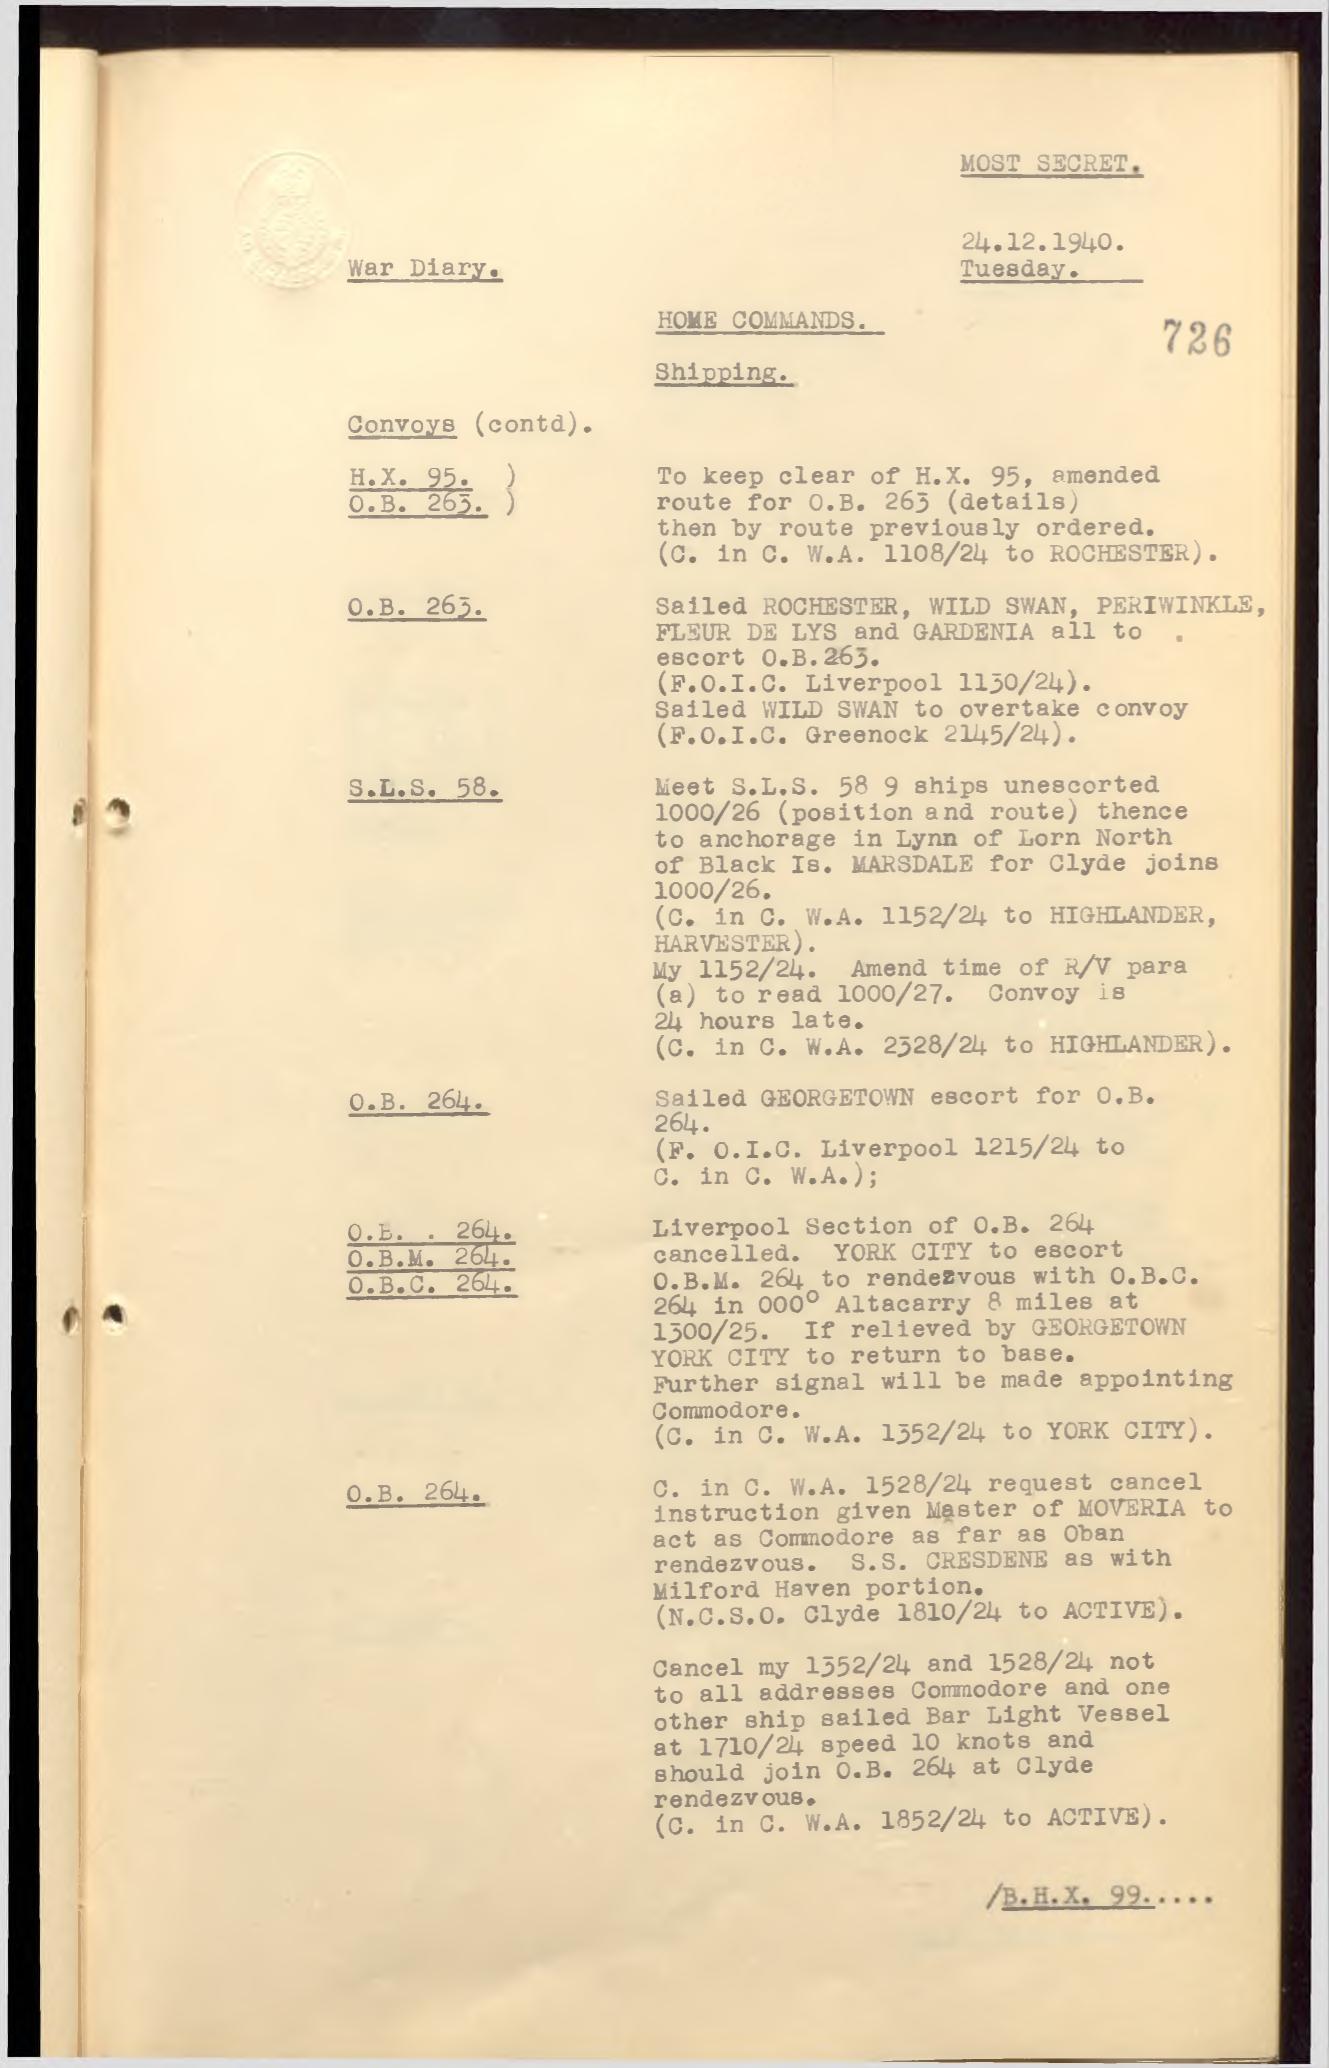 MOST SECRET.
24.12.1940.
War Diary.
Tuesday.
HOME COMMANDS.
726
Shipping.
Convoys (contd).
H.X. 95. )
O.B. 263. )
To keep clear of H.X. 95, amended
route for O.B. 263 (details)
then by route previously ordered.
(C. in C. W.A. 1108/24 to ROCHESTER).
O.B. 263.
Sailed ROCHESTER, WILD SWAN, PERIWINKLE,
FLEUR DE LYS and GARDENIA all to
escort O.B.263.
(F.O.I.C. Liverpool 1130/24).
Sailed WILD SWAN to overtake convoy
(F.O.I.C. Greenock 2145/24).
S.L.S. 58.
Meet S.L.S. 58 9 ships unescorted
1000/26 (position and route) thence
to anchorage in Lynn of Lorn North
of Black Is. MARSDALE for Clyde joins
1000/26.
(C. in C. W.A. 1152/24 to HIGHLANDER,
HARVESTER).
My 1152/24. Amend time of R/V para
(a) to read 1000/27. Convoy is
24 hours late.
(C. in C. W.A. 2328/24 to HIGHLANDER).
O.B. 264.
Sailed GEORGETOWN escort for O.B.
264.
(F. O.I.C. Liverpool 1215/24 to
C. in C. W.A.);
O.B. . 264.
O.B.M. 264.
O.B.C. 264.
Liverpool Section of O.B. 264
cancelled. YORK CITY to escort
O.B.M. 264 to rendezvous with O.B.C.
264 in 000° Altacarry 8 miles at
1300/25. If relieved by GEORGETOWN
YORK CITY to return to base.
Further signal will be made appointing
Commodore.
(C. in C. W.A. 1352/24 to YORK CITY).
O.B. 264.
C. in C. W.A. 1528/24 request cancel
instruction given Master of MOVERIA to
act as Commodore as far as Oban
rendezvous. S.S. CRESDENE as with
Milford Haven portion.
(N.C.S.O. Clyde 1810/24 to ACTIVE).
Cancel my 1352/24 and 1528/24 not
to all addresses Commodore and one
other ship sailed Bar Light Vessel
at 1710/24 speed 10 knots and
should join O.B. 264 at Clyde
rendezvous.
(C. in C. W.A. 1852/24 to ACTIVE).
/B.H.X. 99.....